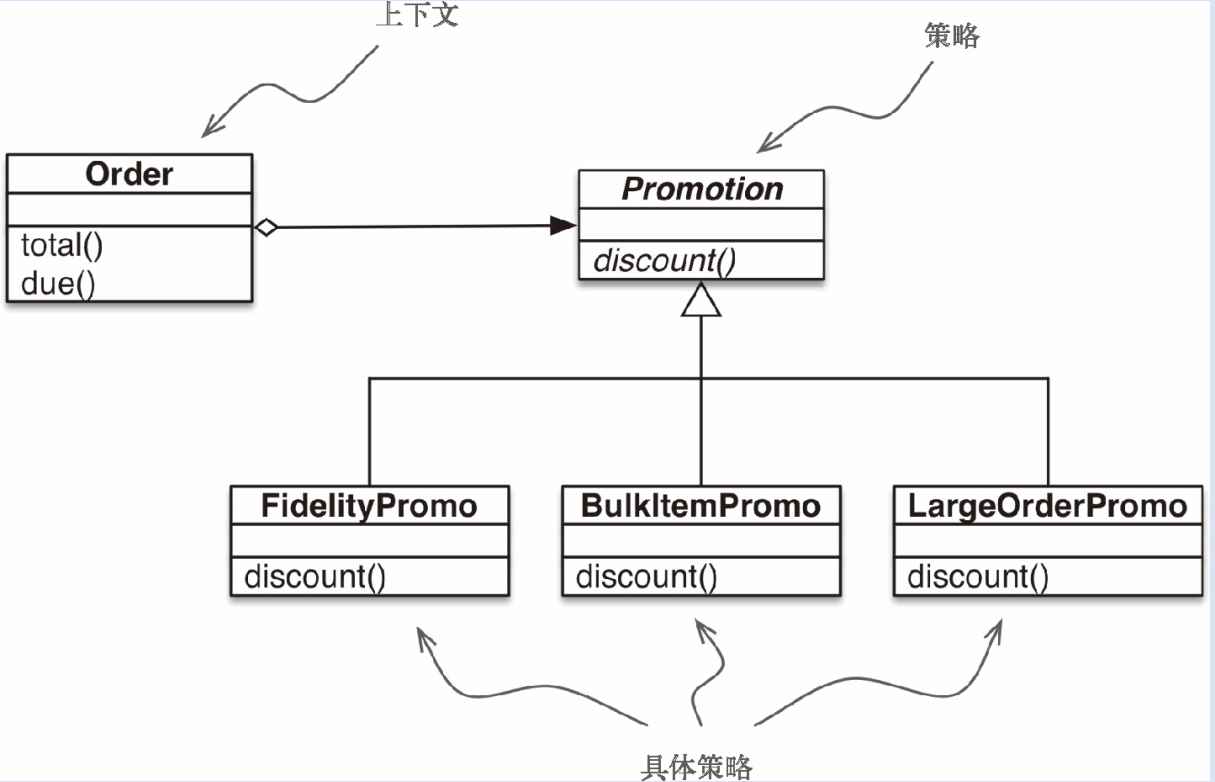 上下文
策略
Order
total()
due()
Promotion
discount()
FidelityPromo
discount()
BulkItemPromo
discount()
LargeOrderPromo
discount()
具体策略